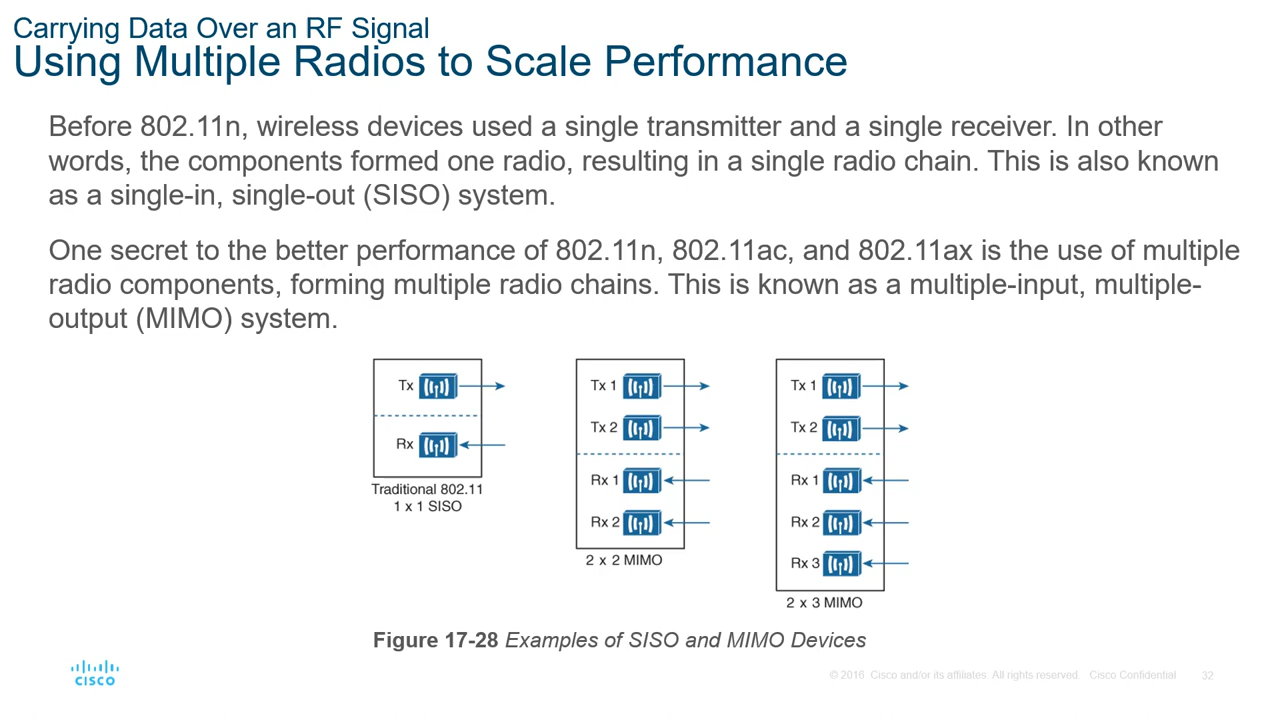 Carrying Data Over an RF Signal
Using Multiple Radios to Scale Performance
Before 802.11n, wireless devices used a single transmitter and a single receiver. In other
words, the components formed one radio, resulting in a single radio chain. This is also known
as a single-in, single-out (SISO) system.
One secret to the better performance of 802.11n, 802.11ac, and 802.11ax is the use of multiple
radio components, forming multiple radio chains. This is known as a multiple-input, multiple-
output (MIMO) system.
Tx
Rx
Traditional 802.11
1 x 1 SISO
Tx 1
Tx 2
Rx 1
Rx 2
2 x 2 MIMO
Tx 1
Tx 2
Rx 1
Rx 2
Rx 3
2 x 3 MIMO
Figure 17-28 Examples of SISO and MIMO Devices
CISCO
© 2016 Cisco and/or its affiliates. All rights reserved. Cisco Confidential 32